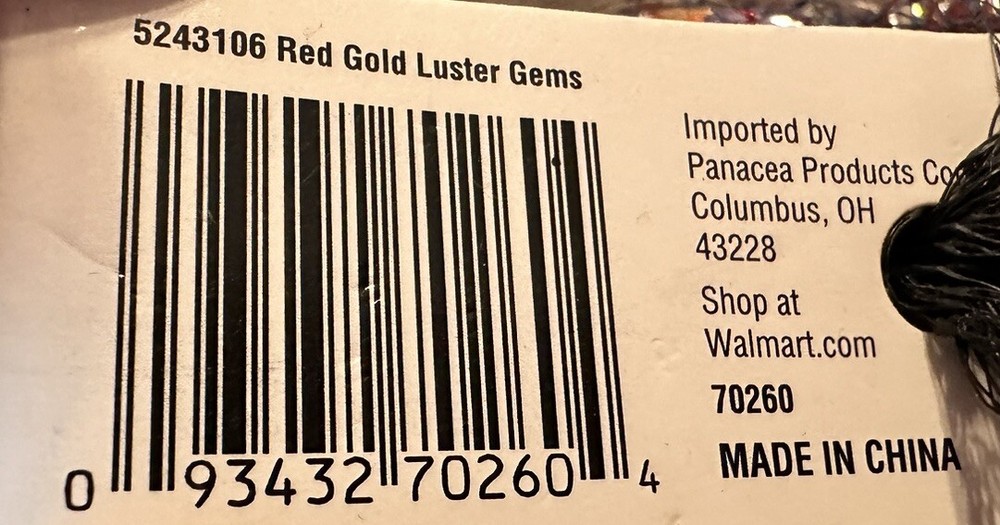 5243106 Red Gold Luster Gems
Imported by
Panacea Products
Columbus, OH
43228
Shop at
Walmart.com
70260
MADE IN CHINA
0 93432 70260 4